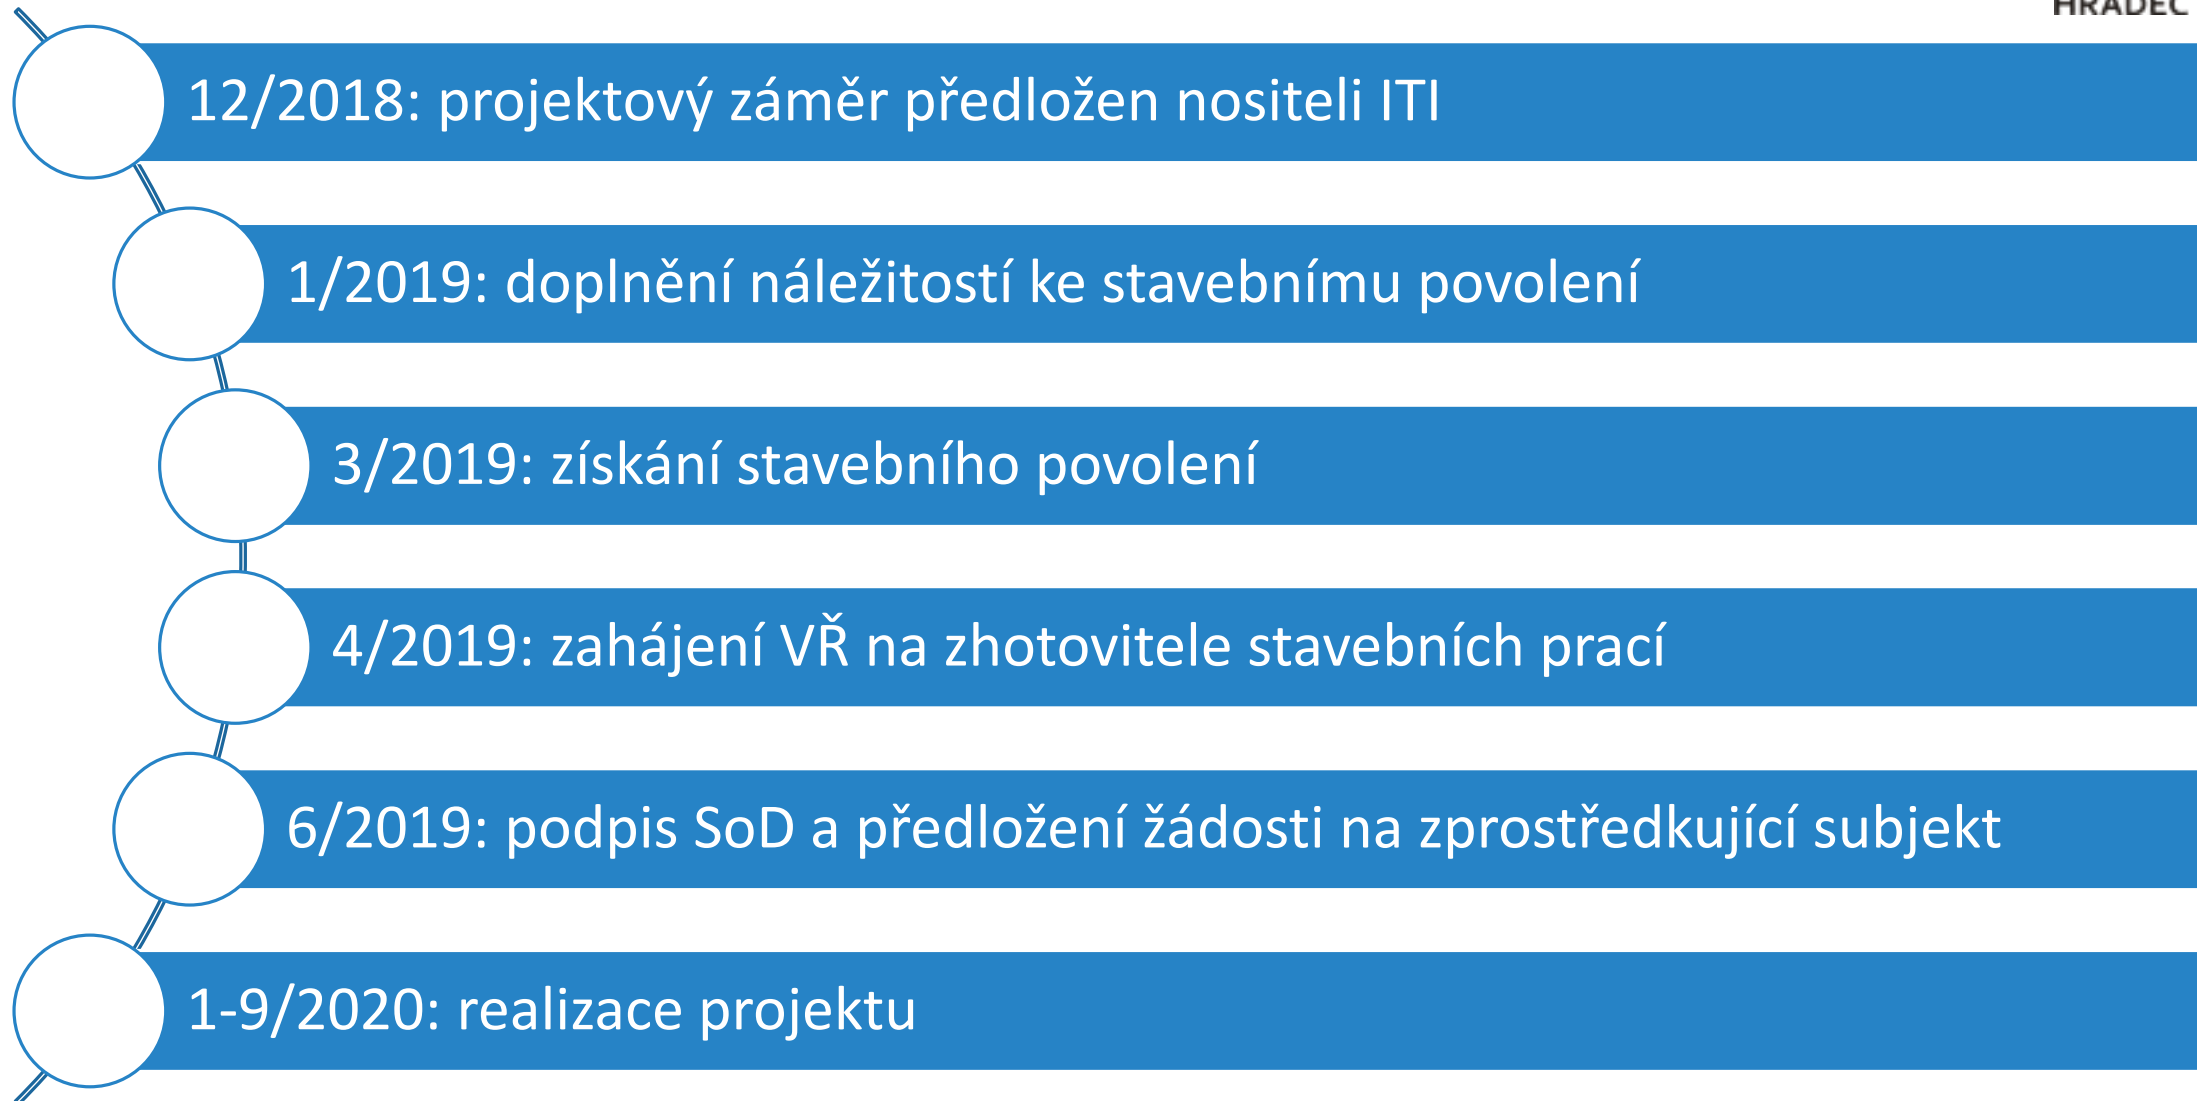 HRADEC
12/2018: projektový záměr předložen nositeli ITI
1/2019: doplnění náležitostí ke stavebnímu povolení
3/2019: získání stavebního povolení
4/2019: zahájení VŘ na zhotovitele stavebních prací
6/2019: podpis SoD a předložení žádosti na zprostředkující subjekt
1-9/2020: realizace projektu